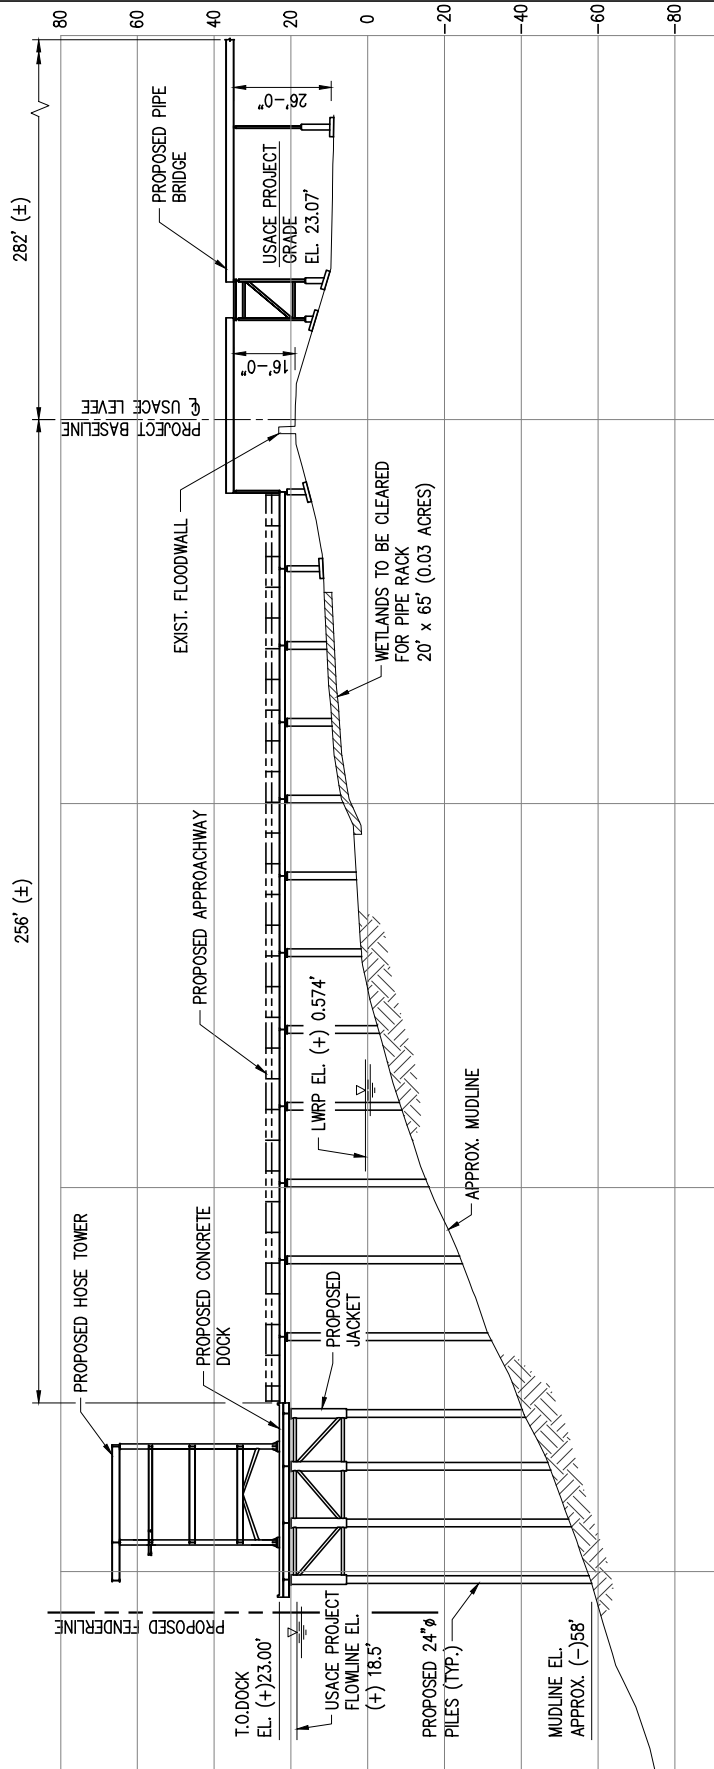 80
60
40
20
0
-20
-40
-60
-80
282' (±)
256' (±)
PROPOSED PIPE
BRIDGE
26'-0"
USACE PROJECT
GRADE
EL. 23.07'
16'-0"
℄ USACE LEVEE
PROJECT BASELINE
EXIST. FLOODWALL
WETLANDS TO BE CLEARED
FOR PIPE RACK
20' x 65' (0.03 ACRES)
PROPOSED APPROACHWAY
LWRP EL. (+) 0.574'
APPROX. MUDLINE
PROPOSED HOSE TOWER
PROPOSED CONCRETE
DOCK
PROPOSED
JACKET
PROPOSED FENDERLINE
T.O.DOCK
EL. (+)23.00'
USACE PROJECT
FLOWLINE EL.
(+) 18.5'
PROPOSED 24"ø
PILES (TYP.)
MUDLINE EL.
APPROX. (-)58'